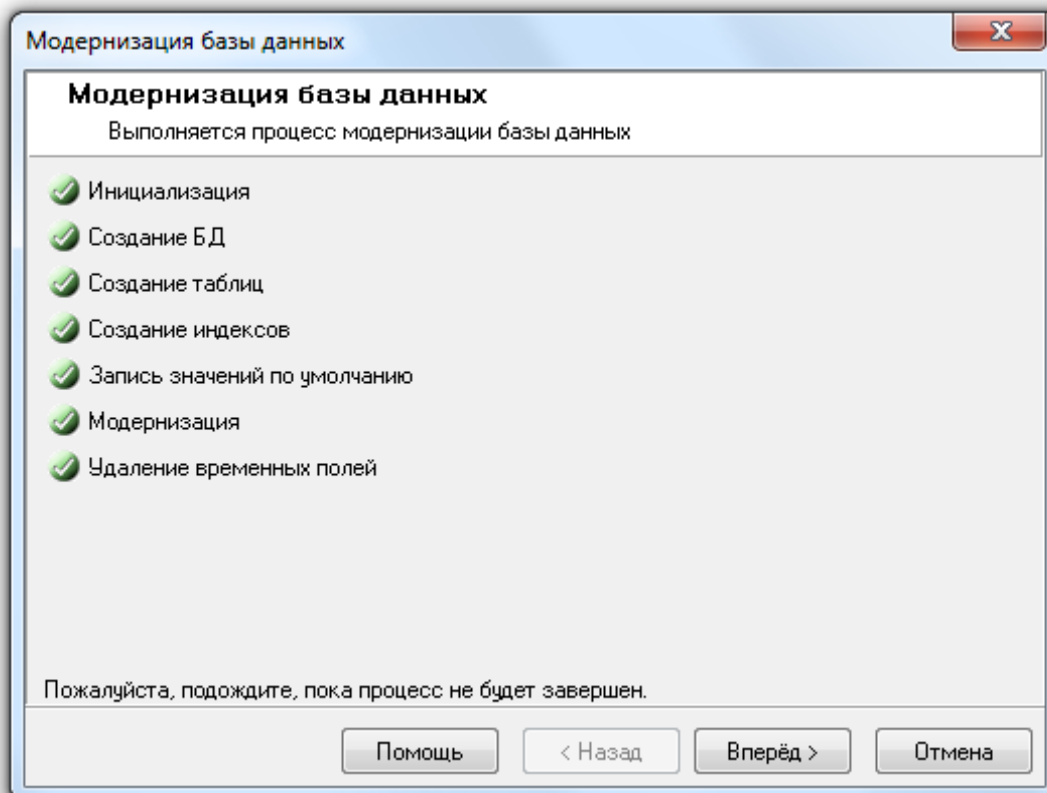 Модернизация базы данных
Модернизация базы данных
Выполняется процесс модернизации базы данных
Инициализация
Создание БД
Создание таблиц
Создание индексов
Запись значений по умолчанию
Модернизация
Удаление временных полей
Пожалуйста, подождите, пока процесс не будет завершен.
Помощь
< Назад
Вперёд >
Отмена